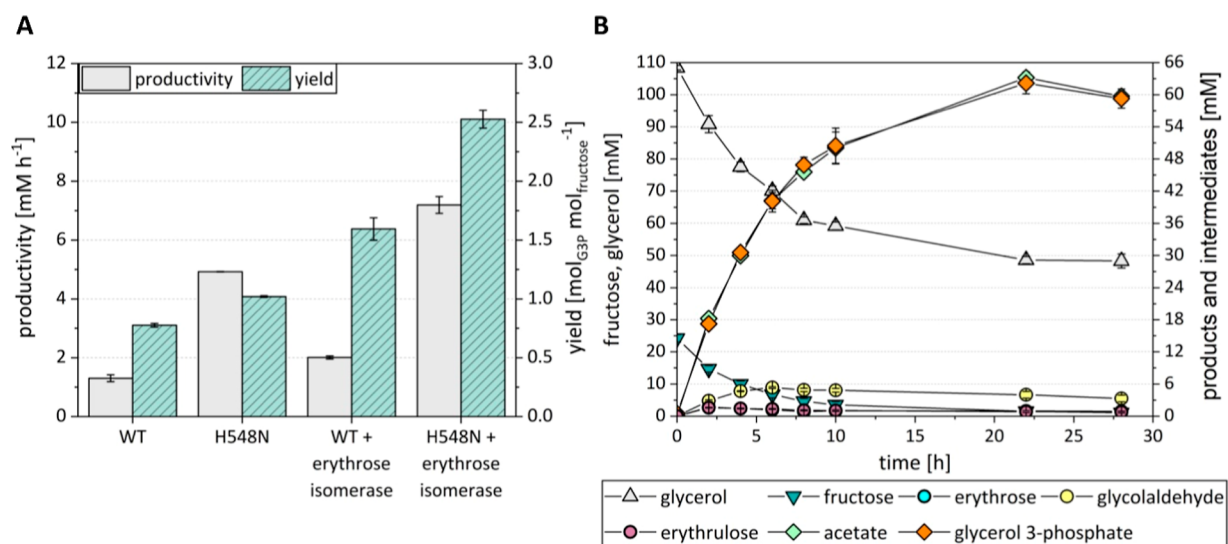 A
12
10
8
6
4
2
0
productivity [mM h-1]
productivity
yield
3.0
2.5
2.0
1.5
1.0
0.5
0.0
yield [molG3P molfructose-1]
WT
H548N
WT +
erythrose
isomerase
H548N +
erythrose
isomerase
B
110
100
90
80
70
60
50
40
30
20
10
0
fructose, glycerol [mM]
66
60
54
48
42
36
30
24
18
12
6
0
products and intermediates [mM]
0 5 10 15 20 25 30
time [h]
glycerol fructose erythrose glycolaldehyde
erythrulose acetate glycerol 3-phosphate